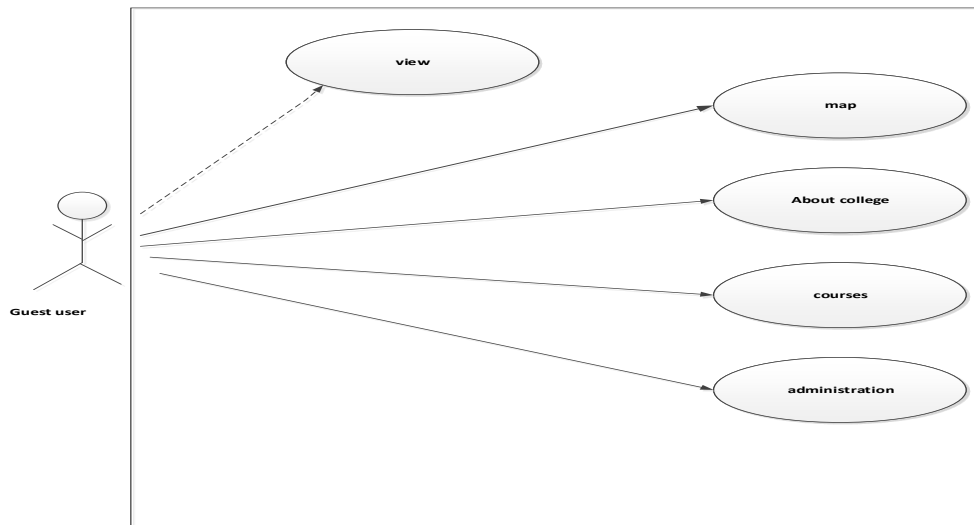 view
map
About college
courses
administration
Guest user